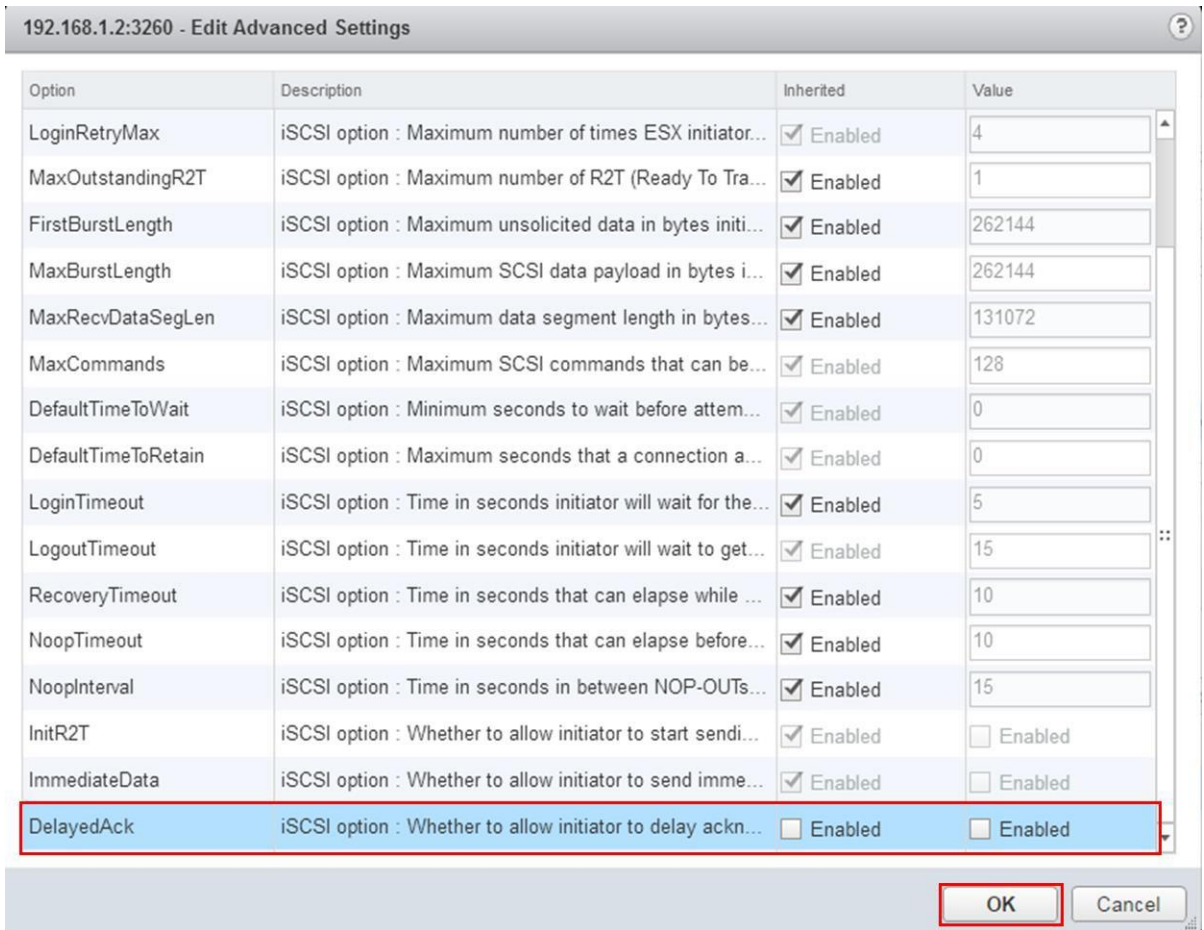 192.168.1.2:3260 - Edit Advanced Settings ?
Option Description Inherited Value
LoginRetryMax iSCSI option : Maximum number of times ESX initiator... Enabled 4
MaxOutstandingR2T iSCSI option : Maximum number of R2T (Ready To Tra... Enabled 1
FirstBurstLength iSCSI option : Maximum unsolicited data in bytes initi... Enabled 262144
MaxBurstLength iSCSI option : Maximum SCSI data payload in bytes i... Enabled 262144
MaxRecvDataSegLen iSCSI option : Maximum data segment length in bytes... Enabled 131072
MaxCommands iSCSI option : Maximum SCSI commands that can be... Enabled 128
DefaultTimeToWait iSCSI option : Minimum seconds to wait before attem... Enabled 0
DefaultTimeToRetain iSCSI option : Maximum seconds that a connection a... Enabled 0
LoginTimeout iSCSI option : Time in seconds initiator will wait for the... Enabled 5
LogoutTimeout iSCSI option : Time in seconds initiator will wait to get... Enabled 15
RecoveryTimeout iSCSI option : Time in seconds that can elapse while ... Enabled 10
NoopTimeout iSCSI option : Time in seconds that can elapse before... Enabled 10
NoopInterval iSCSI option : Time in seconds in between NOP-OUTs... Enabled 15
InitR2T iSCSI option : Whether to allow initiator to start sendi... Enabled Enabled
ImmediateData iSCSI option : Whether to allow initiator to send imme... Enabled Enabled
DelayedAck iSCSI option : Whether to allow initiator to delay ackn... Enabled Enabled
OK Cancel